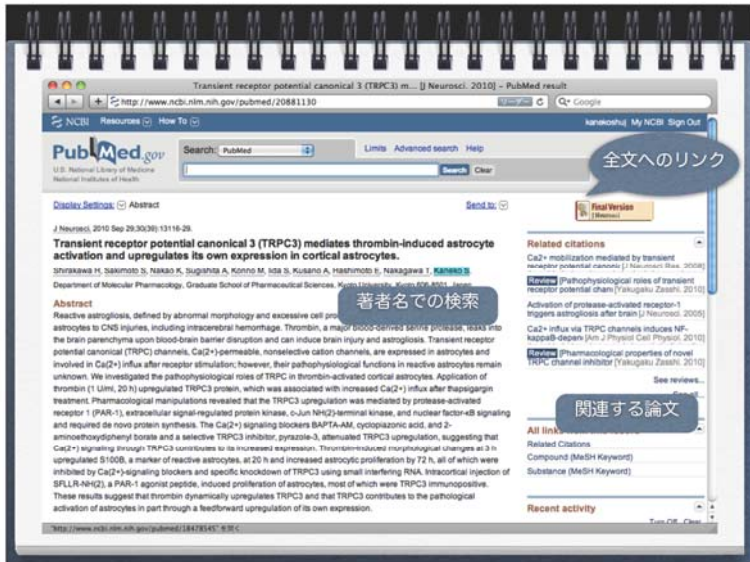 Transient receptor potential canonical 3 (TRPC3) m... [J Neurosci. 2010] – PubMed result
http://www.ncbi.nlm.nih.gov/pubmed/20881130
リーダー
Google
NCBI Resources How To
kanekoshuj My NCBI Sign Out
PubMed.gov
U.S. National Library of Medicine
National Institutes of Health
Search: PubMed
Limits Advanced search Help
Search Clear
全文へのリンク
Display Settings: Abstract
Send to:
Final Version
J Neurosci
J Neurosci. 2010 Sep 29;30(39):13116-29.
Transient receptor potential canonical 3 (TRPC3) mediates thrombin-induced astrocyte
activation and upregulates its own expression in cortical astrocytes.
Shirakawa H, Sakimoto S, Nakao K, Sugishita A, Konno M, Iida S, Kusano A, Hashimoto E, Nakagawa T, Kaneko S.
Department of Molecular Pharmacology, Graduate School of Pharmaceutical Sciences, Kyoto University, Kyoto 606-8501, Japan.
著者名での検索
Abstract
Reactive astrogliosis, defined by abnormal morphology and excessive cell
astrocytes to CNS injuries, including intracerebral hemorrhage. Thrombin, a major blood-derived serine protease, leaks into
the brain parenchyma upon blood-brain barrier disruption and can induce brain injury and astrogliosis. Transient receptor
potential canonical (TRPC) channels, Ca(2+)-permeable, nonselective cation channels, are expressed in astrocytes and
involved in Ca(2+) influx after receptor stimulation; however, their pathophysiological functions in reactive astrocytes remain
unknown. We investigated the pathophysiological roles of TRPC in thrombin-activated cortical astrocytes. Application of
thrombin (1 U/ml, 20 h) upregulated TRPC3 protein, which was associated with increased Ca(2+) influx after thapsigargin
treatment. Pharmacological manipulations revealed that the TRPC3 upregulation was mediated by protease-activated
receptor 1 (PAR-1), extracellular signal-regulated protein kinase, c-Jun NH(2)-terminal kinase, and nuclear factor-κB signaling
and required de novo protein synthesis. The Ca(2+) signaling blockers BAPTA-AM, cyclopiazonic acid, and 2-
aminoethoxydiphenyl borate and a selective TRPC3 inhibitor, pyrazole-3, attenuated TRPC3 upregulation, suggesting that
Ca(2+) signaling through TRPC3 contributes to its increased expression. Thrombin-induced morphological changes at 3 h
upregulated S100B, a marker of reactive astrocytes, at 20 h and increased astrocytic proliferation by 72 h, all of which were
inhibited by Ca(2+)-signaling blockers and specific knockdown of TRPC3 using small interfering RNA. Intracortical injection of
SFLLR-NH(2), a PAR-1 agonist peptide, induced proliferation of astrocytes, most of which were TRPC3 immunopositive.
These results suggest that thrombin dynamically upregulates TRPC3 and that TRPC3 contributes to the pathological
activation of astrocytes in part through a feedforward upregulation of its own expression.
Related citations
Ca2+ mobilization mediated by transient
receptor potential canonic [J Neurosci Res. 2008]
Review [Pathophysiological roles of transient
receptor potential chan [Yakugaku Zasshi. 2010]
Activation of protease-activated receptor-1
triggers astrogliosis after brain [J Neurosci. 2005]
Ca2+ influx via TRPC channels induces NF-
kappaB-depen [Am J Physiol Cell Physiol. 2010]
Review [Pharmacological properties of novel
TRPC channel inhibitor [Yakugaku Zasshi. 2010]
See reviews...
関連する論文
All links from this record
Related Citations
Compound (MeSH Keyword)
Substance (MeSH Keyword)
Recent activity
Turn Off Clear
"http://www.ncbi.nlm.nih.gov/pubmed/18478545" を開く